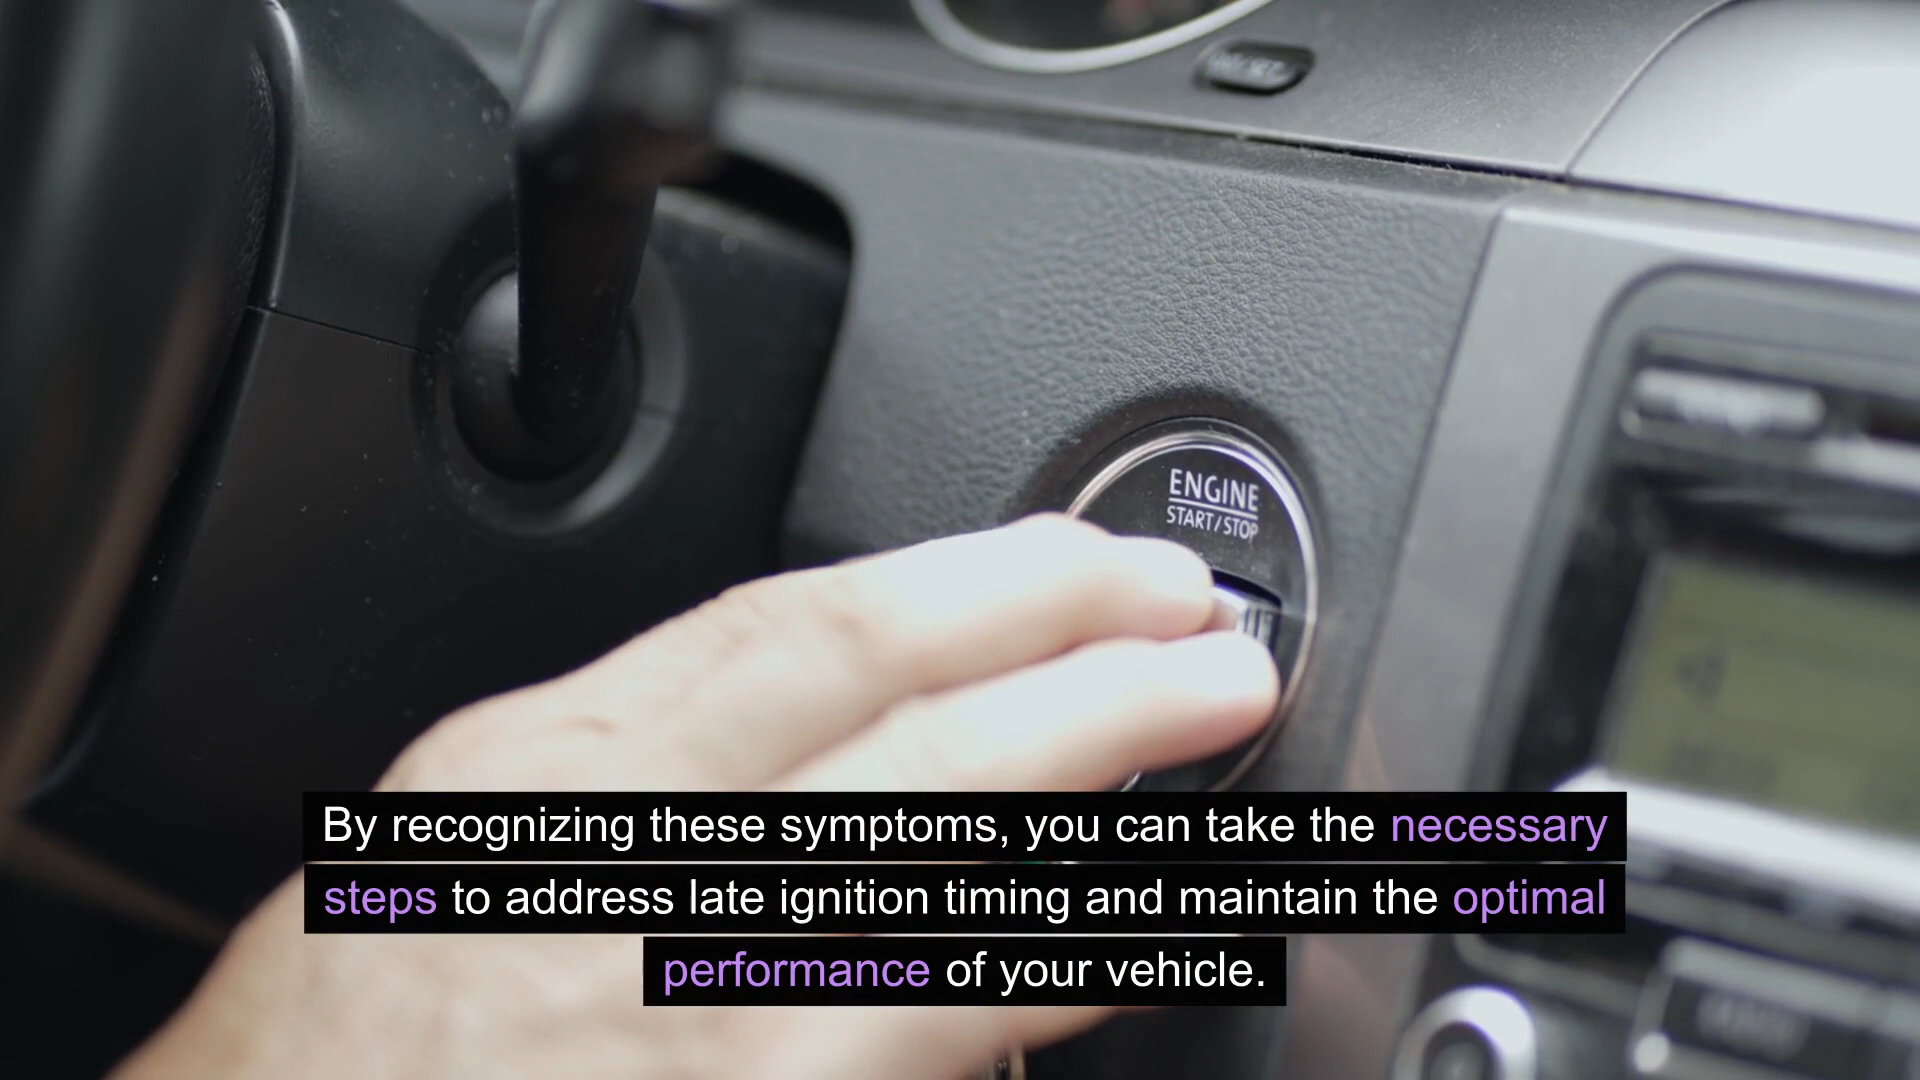 ENGINE
START/STOP
By recognizing these symptoms, you can take the necessary
steps to address late ignition timing and maintain the optimal
performance of your vehicle.